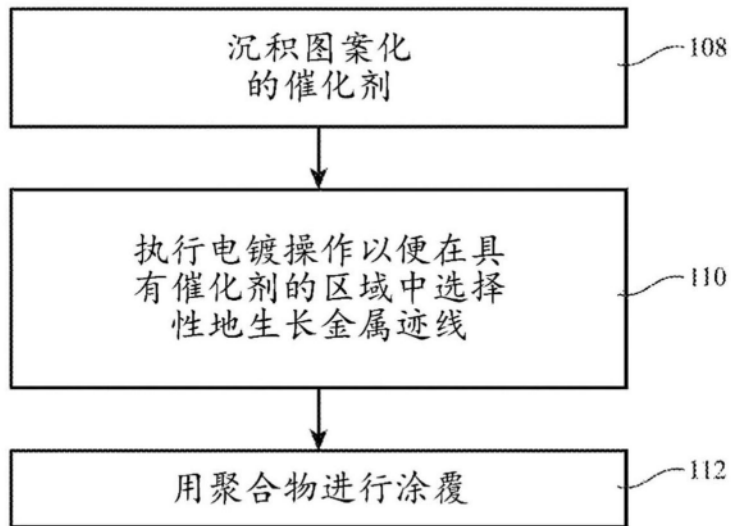 沉积图案化
的催化剂
108
执行电镀操作以便在具
有催化剂的区域中选择
性地生长金属迹线
110
用聚合物进行涂覆
112